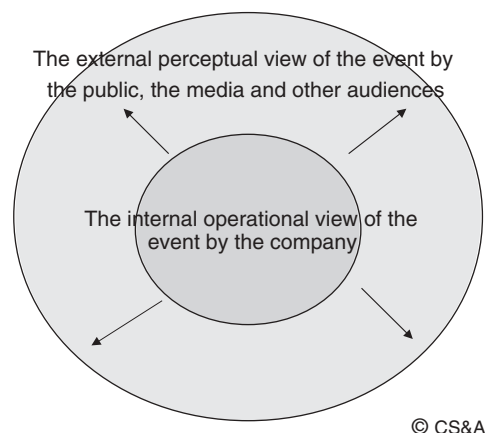 The external perceptual view of the event by
the public, the media and other audiences
The internal operational view of the
event by the company
© CS&A